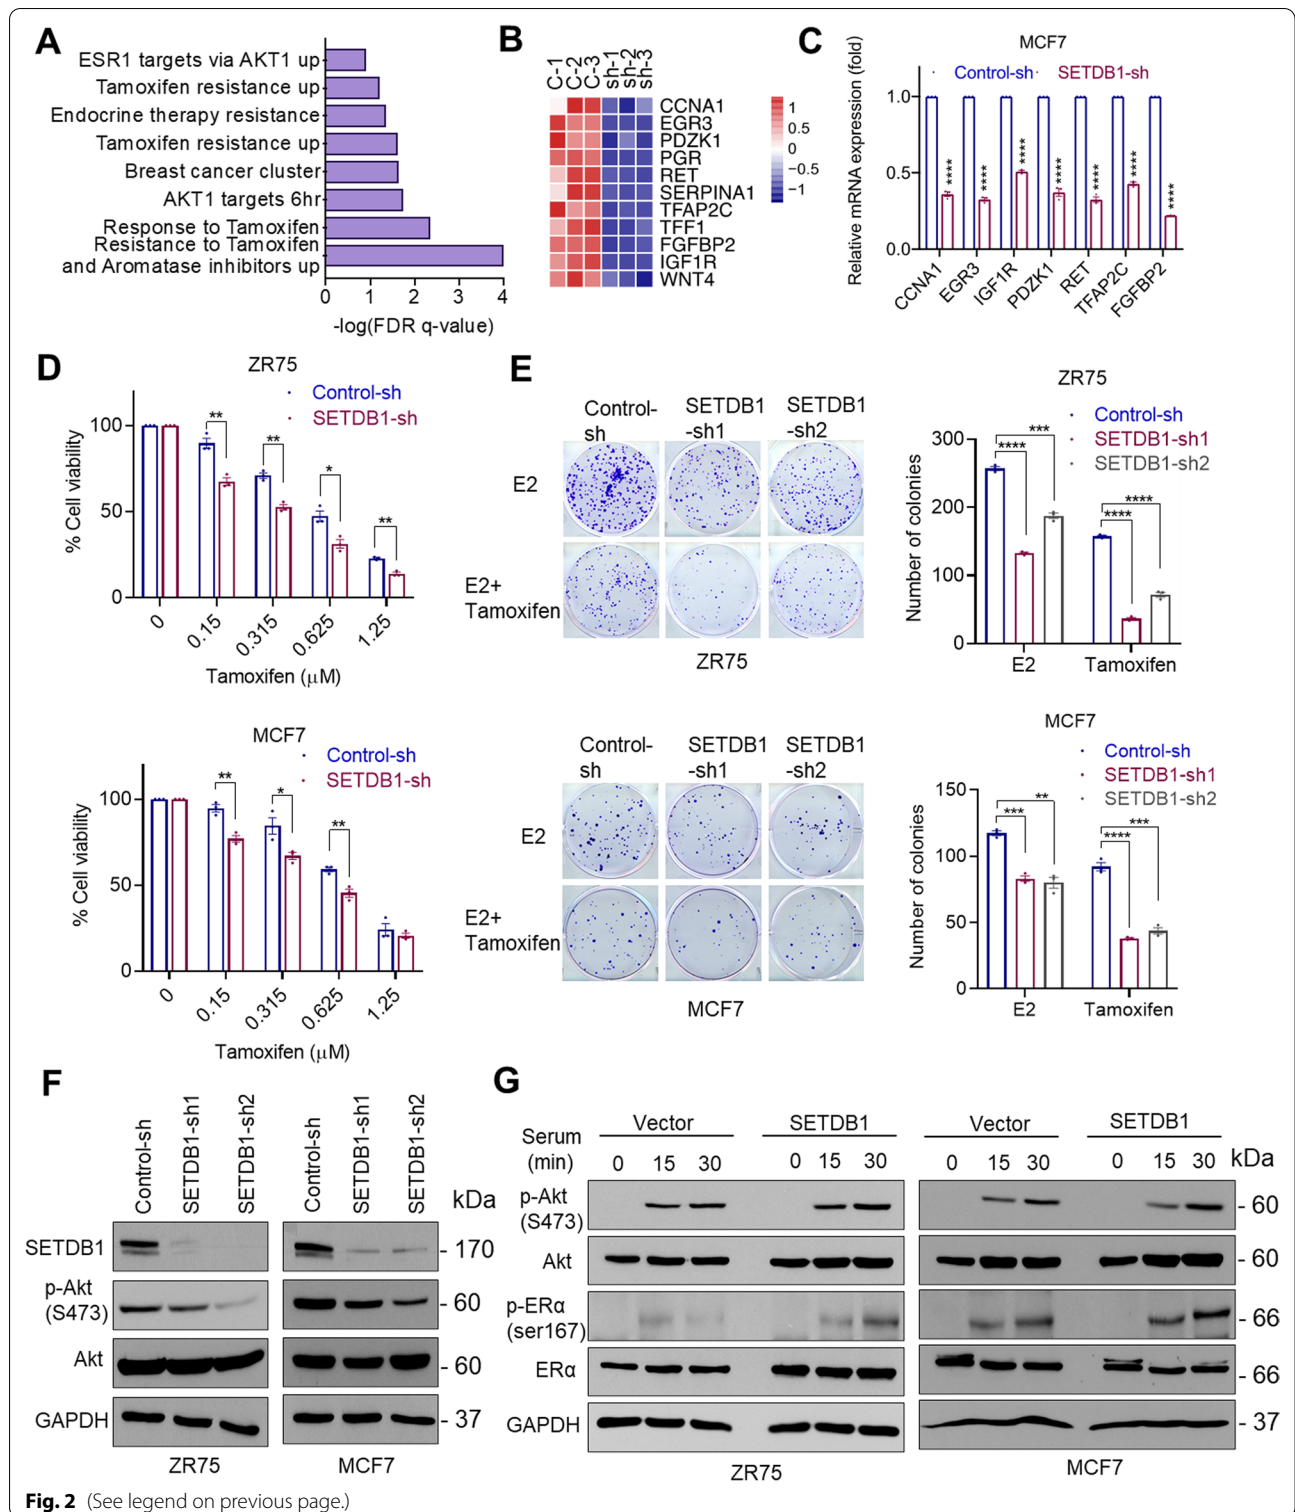 A
ESR1 targets via AKT1 up
Tamoxifen resistance up
Endocrine therapy resistance
Tamoxifen resistance up
Breast cancer cluster
AKT1 targets 6hr
Response to Tamoxifen
Resistance to Tamoxifen
and Aromatase inhibitors up
0 1 2 3 4
-log(FDR q-value)
B
C-1 C-2 C-3 sh-1 sh-2 sh-3
CCNA1
EGR3
PDZK1
PGR
RET
SERPINA1
TFAP2C
TFF1
FGFBP2
IGF1R
WNT4
1
0.5
0
−0.5
−1
C
MCF7
Control-sh SETDB1-sh
Relative mRNA expression (fold)
1.0
0.5
0.0
**** **** **** **** **** **** ****
CCNA1 EGR3 IGF1R PDZK1 RET TFAP2C FGFBP2
D
ZR75
Control-sh
SETDB1-sh
% Cell viability
100
50
0
** ** * **
0 0.15 0.315 0.625 1.25
Tamoxifen (µM)
MCF7
Control-sh
SETDB1-sh
% Cell viability
100
50
0
** * **
0 0.15 0.315 0.625 1.25
Tamoxifen (µM)
E
Control-
sh
SETDB1
-sh1
SETDB1
-sh2
E2
E2+
Tamoxifen
ZR75
ZR75
Control-sh
SETDB1-sh1
SETDB1-sh2
Number of colonies
300
200
100
0
**** *** **** ****
E2 Tamoxifen
Control-
sh
SETDB1
-sh1
SETDB1
-sh2
E2
E2+
Tamoxifen
MCF7
MCF7
Control-sh
SETDB1-sh1
SETDB1-sh2
Number of colonies
150
100
50
0
*** ** **** ***
E2 Tamoxifen
F
Control-sh SETDB1-sh1 SETDB1-sh2 Control-sh SETDB1-sh1 SETDB1-sh2
kDa
SETDB1 - 170
p-Akt
(S473) - 60
Akt - 60
GAPDH - 37
ZR75 MCF7
G
Vector SETDB1 Vector SETDB1
Serum
(min) 0 15 30 0 15 30 0 15 30 0 15 30 kDa
p-Akt
(S473) - 60
Akt - 60
p-ERα
(ser167) - 66
ERα - 66
GAPDH - 37
ZR75 MCF7
Fig. 2 (See legend on previous page.)